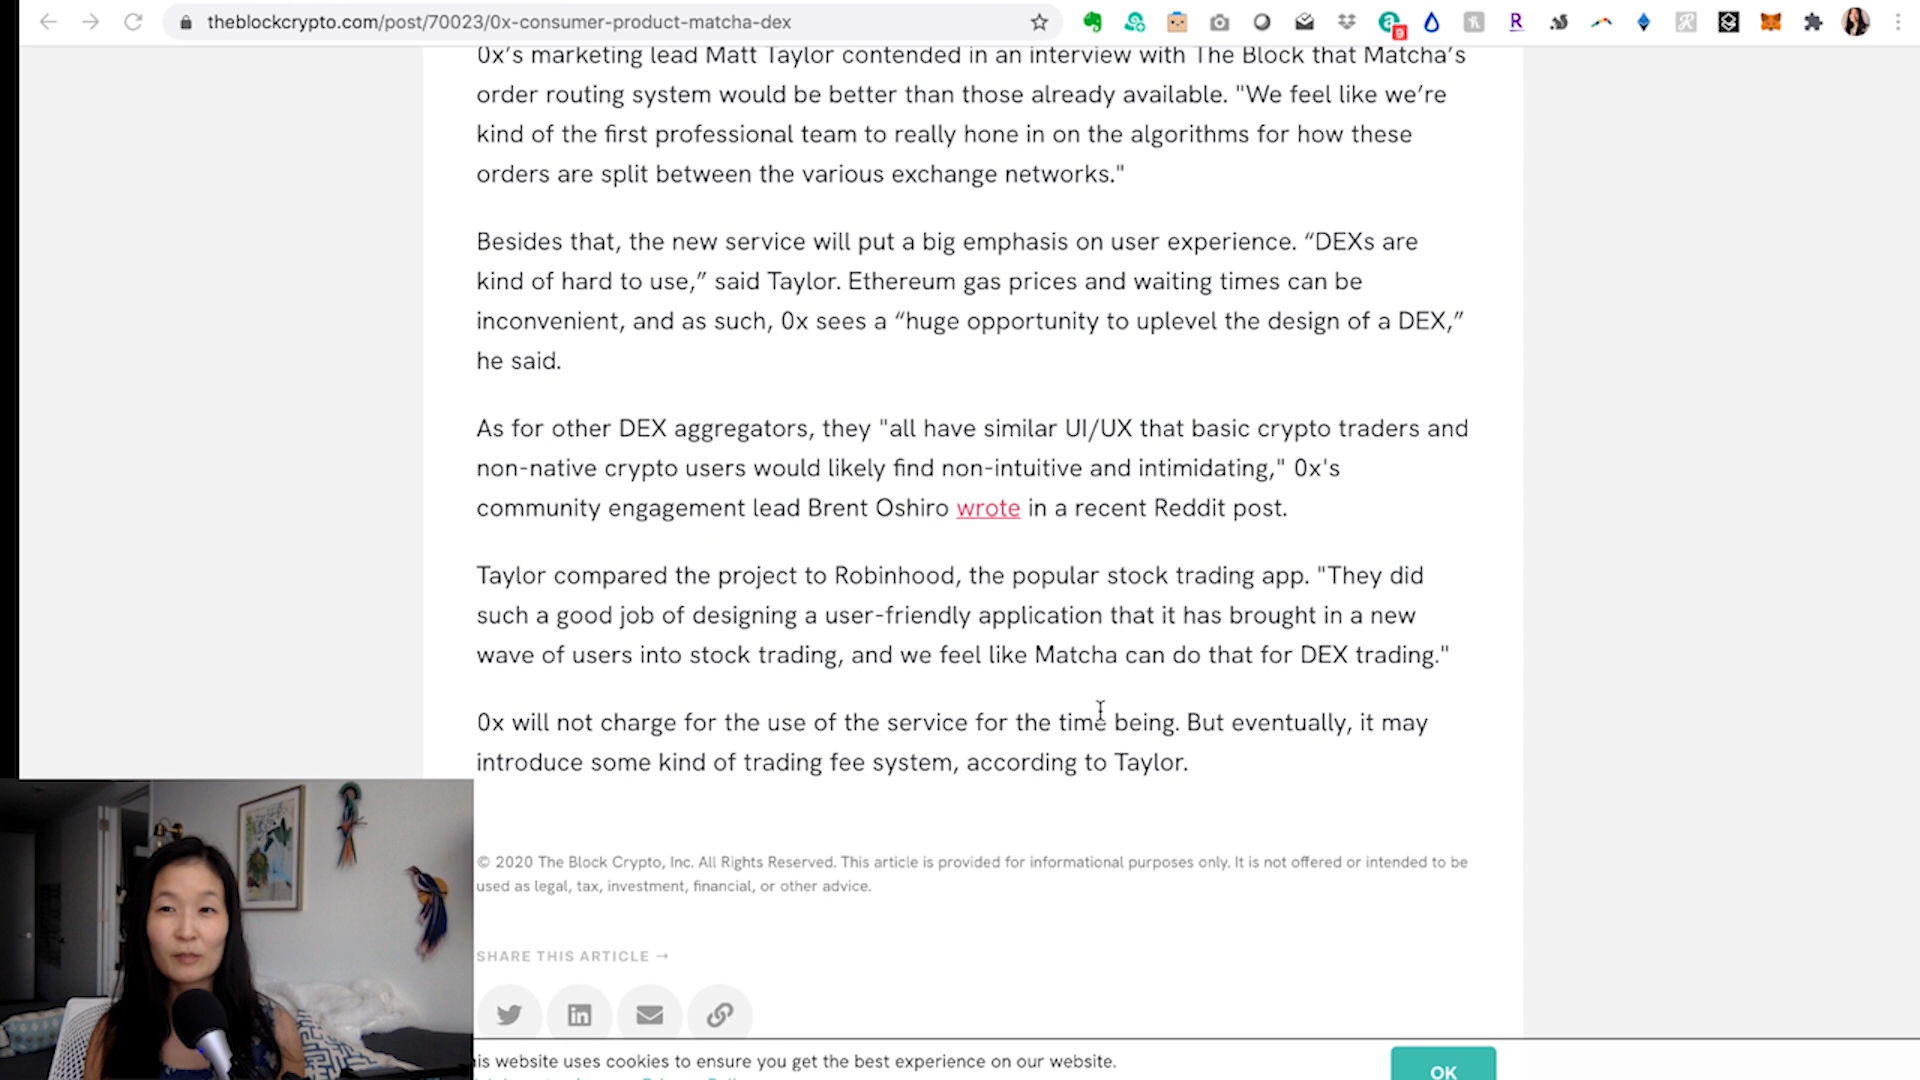 theblockcrypto.com/post/70023/0x-consumer-product-matcha-dex
9
0x’s marketing lead Matt Taylor contended in an interview with The Block that Matcha’s
order routing system would be better than those already available. "We feel like we’re
kind of the first professional team to really hone in on the algorithms for how these
orders are split between the various exchange networks."
Besides that, the new service will put a big emphasis on user experience. “DEXs are
kind of hard to use,” said Taylor. Ethereum gas prices and waiting times can be
inconvenient, and as such, 0x sees a “huge opportunity to uplevel the design of a DEX,”
he said.
As for other DEX aggregators, they "all have similar UI/UX that basic crypto traders and
non-native crypto users would likely find non-intuitive and intimidating," 0x's
community engagement lead Brent Oshiro wrote in a recent Reddit post.
Taylor compared the project to Robinhood, the popular stock trading app. "They did
such a good job of designing a user-friendly application that it has brought in a new
wave of users into stock trading, and we feel like Matcha can do that for DEX trading."
0x will not charge for the use of the service for the time being. But eventually, it may
introduce some kind of trading fee system, according to Taylor.
© 2020 The Block Crypto, Inc. All Rights Reserved. This article is provided for informational purposes only. It is not offered or intended to be
used as legal, tax, investment, financial, or other advice.
SHARE THIS ARTICLE →
is website uses cookies to ensure you get the best experience on our website.
OK